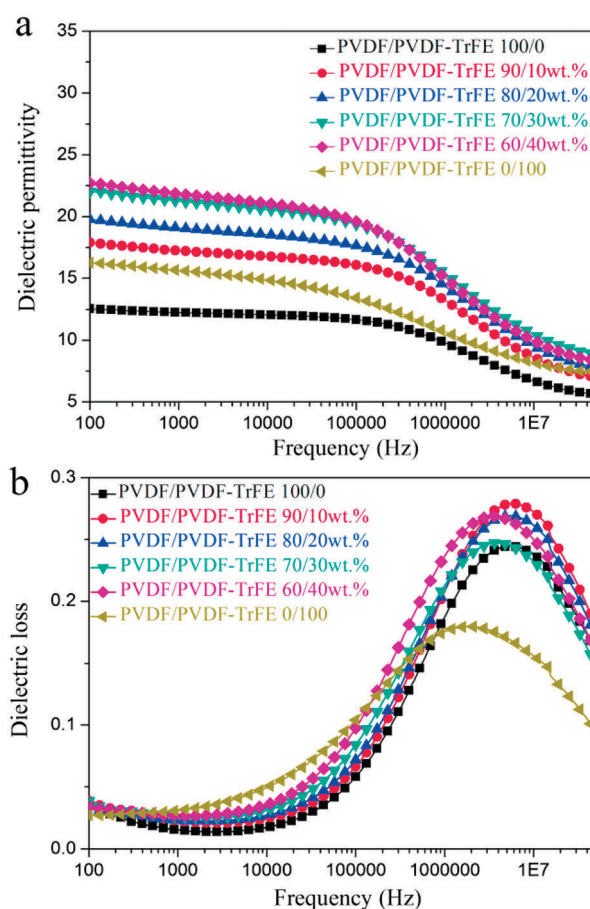 a
35
30
25
20
15
10
5
Dielectric permittivity
PVDF/PVDF-TrFE 100/0
PVDF/PVDF-TrFE 90/10wt.%
PVDF/PVDF-TrFE 80/20wt.%
PVDF/PVDF-TrFE 70/30wt.%
PVDF/PVDF-TrFE 60/40wt.%
PVDF/PVDF-TrFE 0/100
100 1000 10000 100000 1000000 1E7
Frequency (Hz)
b
0.3
0.2
0.1
0.0
Dielectric loss
PVDF/PVDF-TrFE 100/0
PVDF/PVDF-TrFE 90/10wt.%
PVDF/PVDF-TrFE 80/20wt.%
PVDF/PVDF-TrFE 70/30wt.%
PVDF/PVDF-TrFE 60/40wt.%
PVDF/PVDF-TrFE 0/100
100 1000 10000 100000 1000000 1E7
Frequency (Hz)